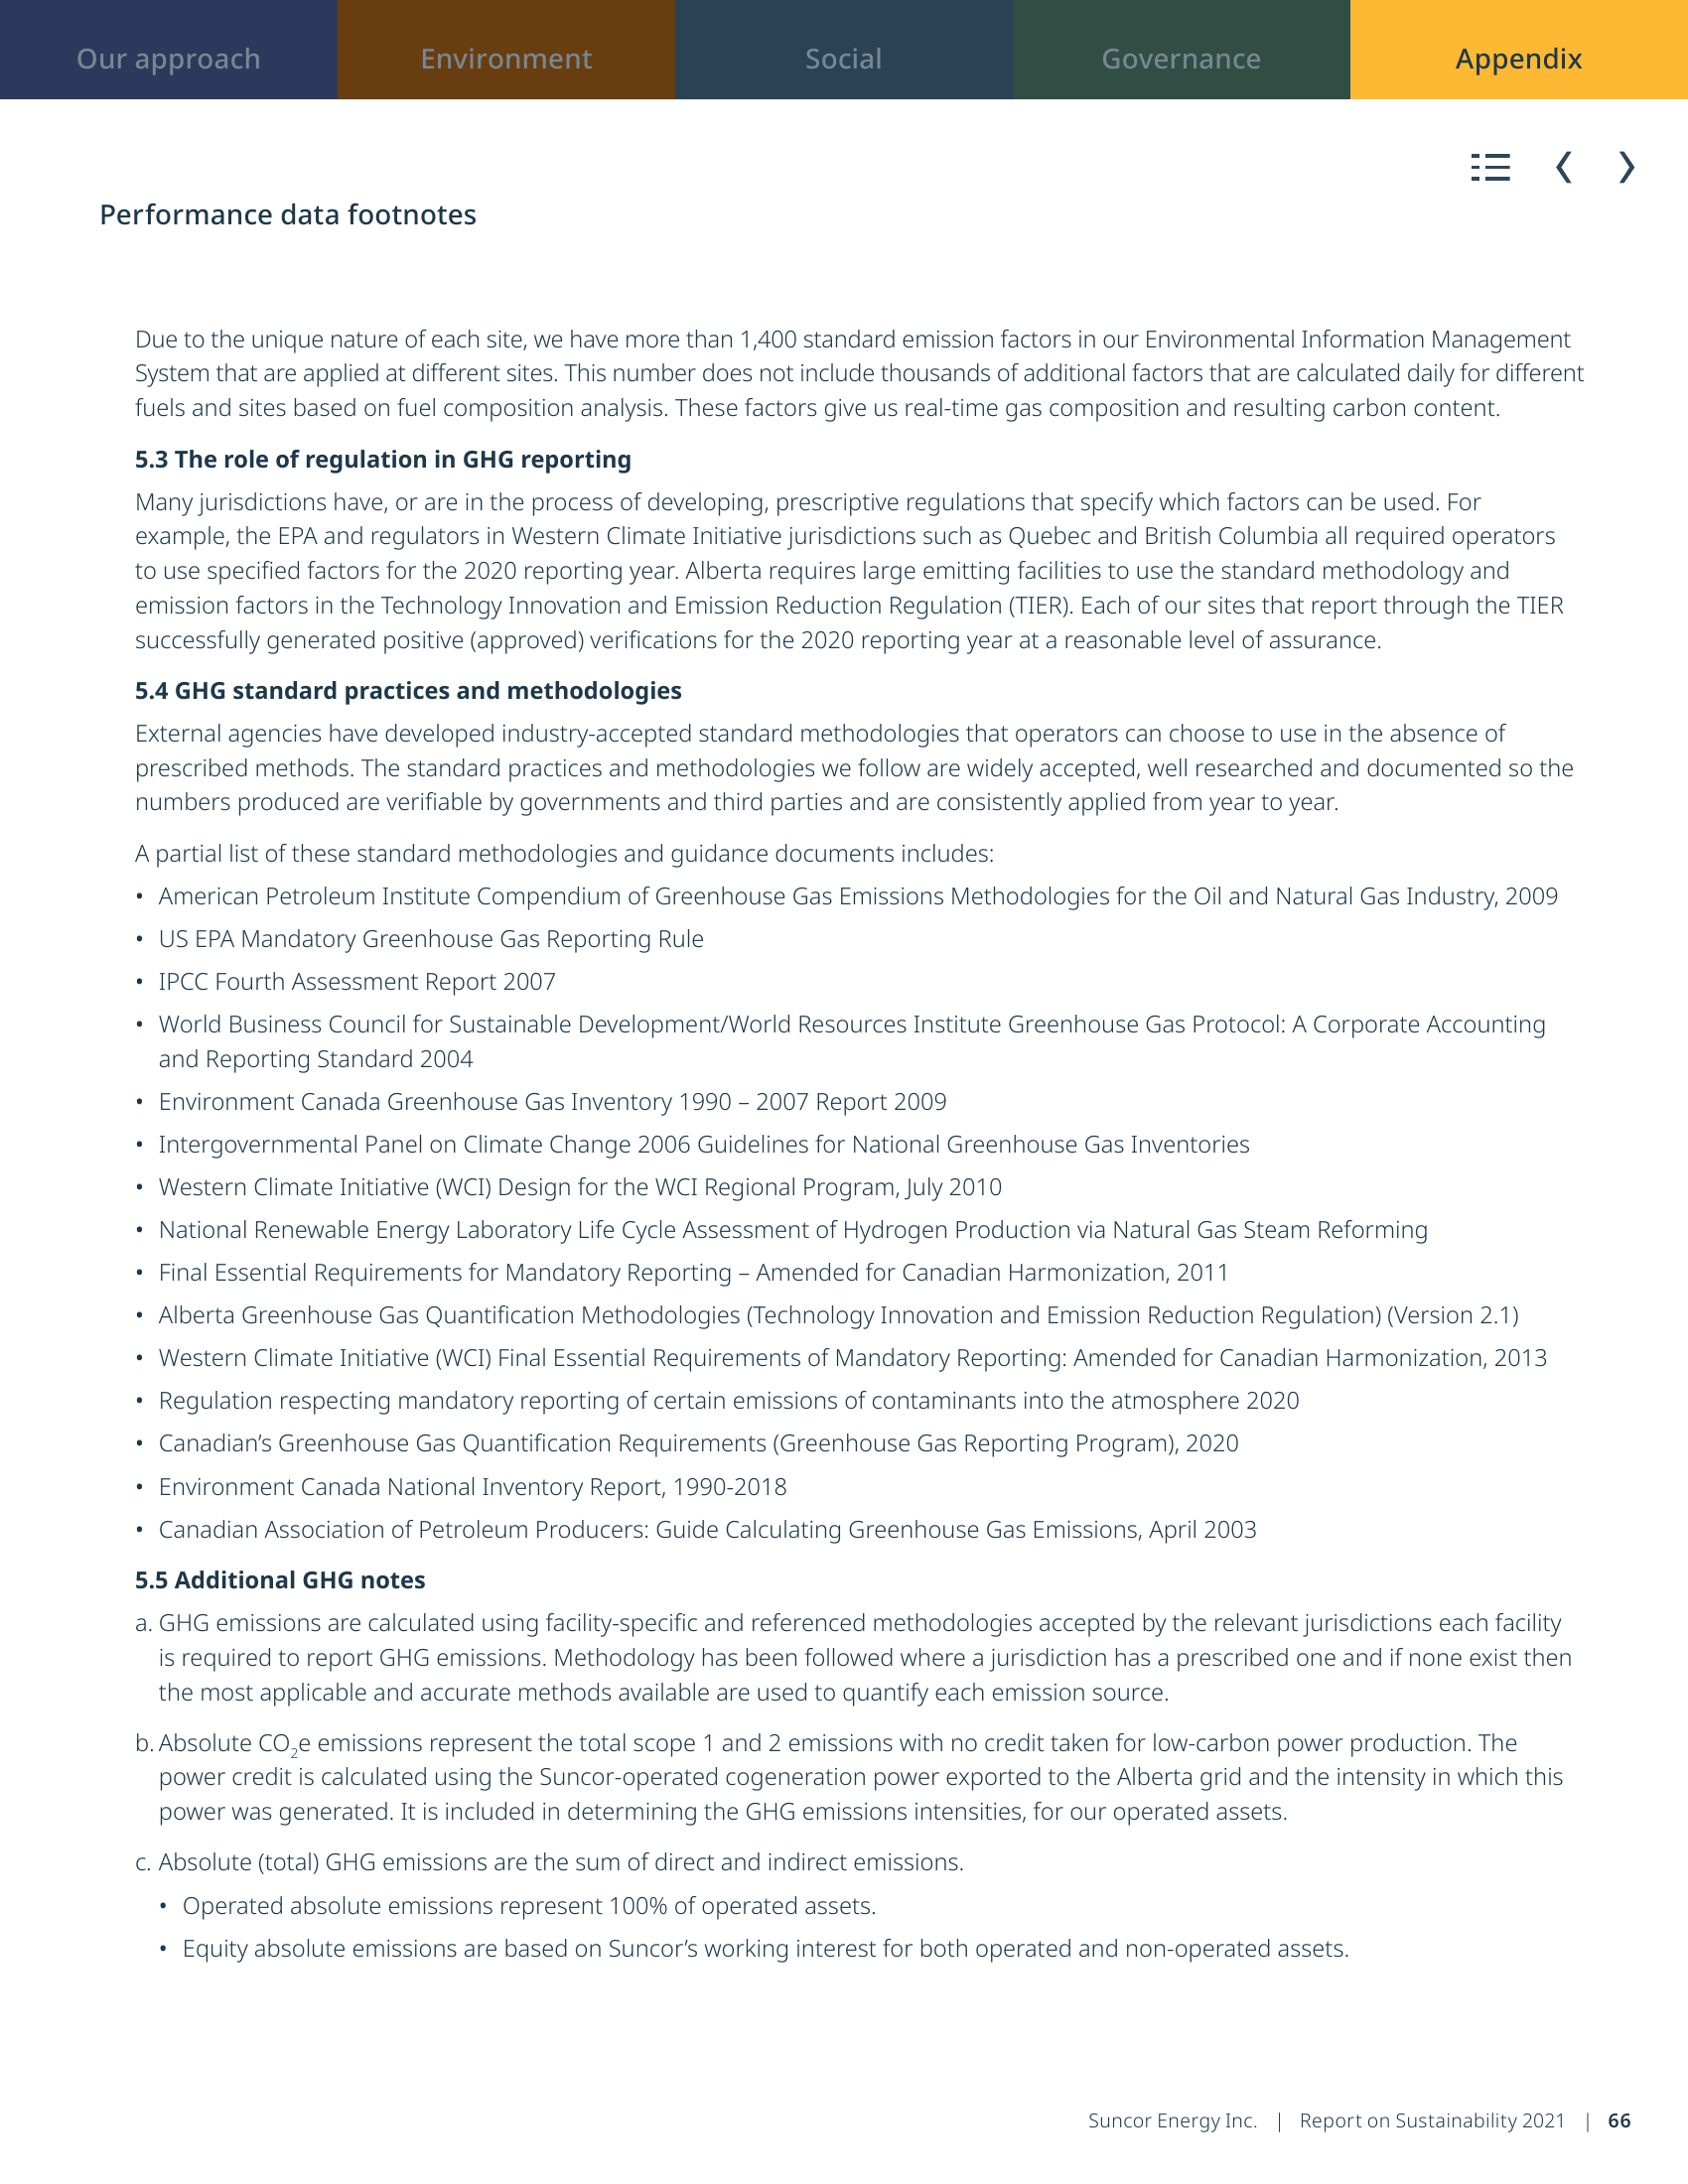 Our approach
Environment
Social
Governance
Appendix
Performance data footnotes
Due to the unique nature of each site, we have more than 1,400 standard emission factors in our Environmental Information Management
System that are applied at different sites. This number does not include thousands of additional factors that are calculated daily for different
fuels and sites based on fuel composition analysis. These factors give us real-time gas composition and resulting carbon content.
5.3 The role of regulation in GHG reporting
Many jurisdictions have, or are in the process of developing, prescriptive regulations that specify which factors can be used. For
example, the EPA and regulators in Western Climate Initiative jurisdictions such as Quebec and British Columbia all required operators
to use specified factors for the 2020 reporting year. Alberta requires large emitting facilities to use the standard methodology and
emission factors in the Technology Innovation and Emission Reduction Regulation (TIER). Each of our sites that report through the TIER
successfully generated positive (approved) verifications for the 2020 reporting year at a reasonable level of assurance.
5.4 GHG standard practices and methodologies
External agencies have developed industry-accepted standard methodologies that operators can choose to use in the absence of
prescribed methods. The standard practices and methodologies we follow are widely accepted, well researched and documented so the
numbers produced are verifiable by governments and third parties and are consistently applied from year to year.
A partial list of these standard methodologies and guidance documents includes:
• American Petroleum Institute Compendium of Greenhouse Gas Emissions Methodologies for the Oil and Natural Gas Industry, 2009
• US EPA Mandatory Greenhouse Gas Reporting Rule
• IPCC Fourth Assessment Report 2007
• World Business Council for Sustainable Development/World Resources Institute Greenhouse Gas Protocol: A Corporate Accounting
and Reporting Standard 2004
• Environment Canada Greenhouse Gas Inventory 1990 – 2007 Report 2009
• Intergovernmental Panel on Climate Change 2006 Guidelines for National Greenhouse Gas Inventories
• Western Climate Initiative (WCI) Design for the WCI Regional Program, July 2010
• National Renewable Energy Laboratory Life Cycle Assessment of Hydrogen Production via Natural Gas Steam Reforming
• Final Essential Requirements for Mandatory Reporting – Amended for Canadian Harmonization, 2011
• Alberta Greenhouse Gas Quantification Methodologies (Technology Innovation and Emission Reduction Regulation) (Version 2.1)
• Western Climate Initiative (WCI) Final Essential Requirements of Mandatory Reporting: Amended for Canadian Harmonization, 2013
• Regulation respecting mandatory reporting of certain emissions of contaminants into the atmosphere 2020
• Canadian’s Greenhouse Gas Quantification Requirements (Greenhouse Gas Reporting Program), 2020
• Environment Canada National Inventory Report, 1990-2018
• Canadian Association of Petroleum Producers: Guide Calculating Greenhouse Gas Emissions, April 2003
5.5 Additional GHG notes
a. GHG emissions are calculated using facility-specific and referenced methodologies accepted by the relevant jurisdictions each facility
is required to report GHG emissions. Methodology has been followed where a jurisdiction has a prescribed one and if none exist then
the most applicable and accurate methods available are used to quantify each emission source.
b. Absolute CO₂e emissions represent the total scope 1 and 2 emissions with no credit taken for low-carbon power production. The
power credit is calculated using the Suncor-operated cogeneration power exported to the Alberta grid and the intensity in which this
power was generated. It is included in determining the GHG emissions intensities, for our operated assets.
c. Absolute (total) GHG emissions are the sum of direct and indirect emissions.
• Operated absolute emissions represent 100% of operated assets.
• Equity absolute emissions are based on Suncor’s working interest for both operated and non-operated assets.
Suncor Energy Inc. | Report on Sustainability 2021 | 66